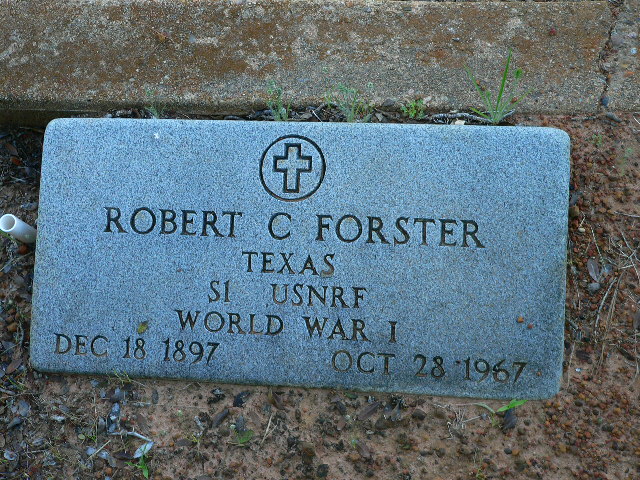 ROBERT C FORSTER
TEXAS
S1 USNRF
WORLD WAR I
DEC 18 1897 OCT 28 1967